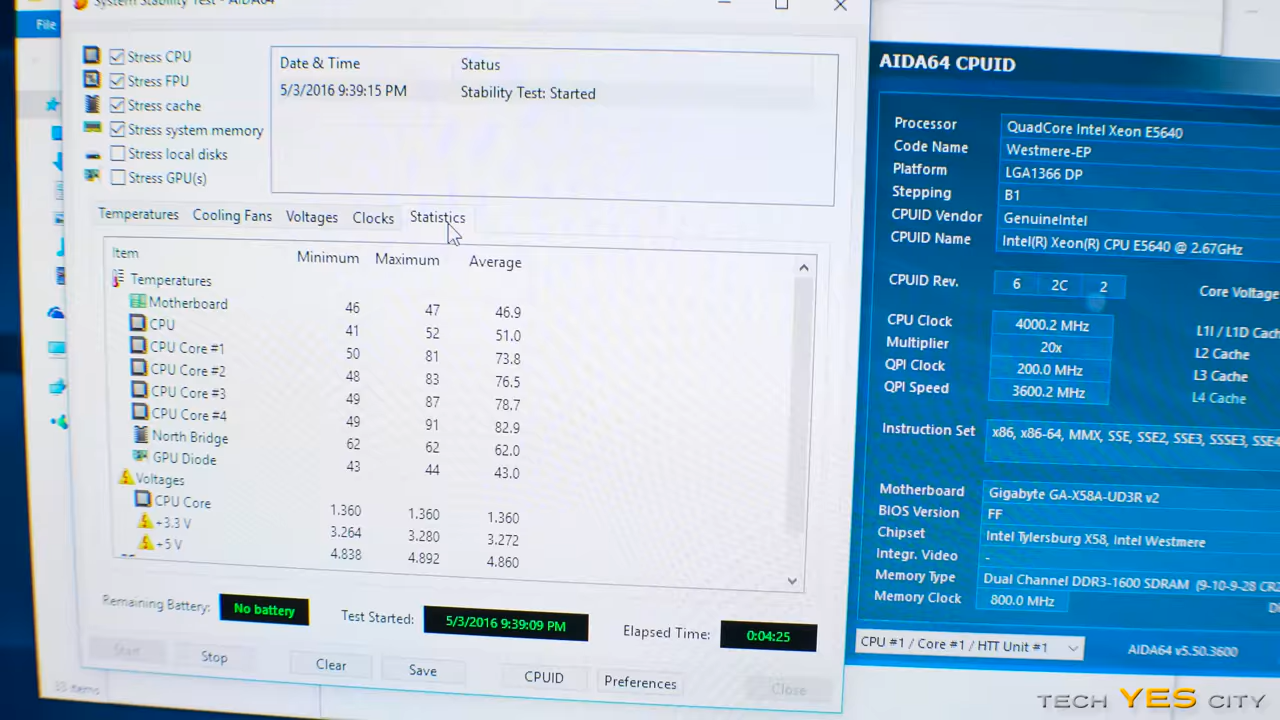 System Stability Test - AIDA64
File
Stress CPU
Stress FPU
Stress cache
Stress system memory
Stress local disks
Stress GPU(s)
Date & Time Status
5/3/2016 9:39:15 PM Stability Test: Started
Temperatures Cooling Fans Voltages Clocks Statistics
Item Minimum Maximum Average
Temperatures
Motherboard 46 47 46.9
CPU 41 52 51.0
CPU Core #1 50 81 73.8
CPU Core #2 48 83 76.5
CPU Core #3 49 87 78.7
CPU Core #4 49 91 82.9
North Bridge 62 62 62.0
GPU Diode 43 44 43.0
Voltages
CPU Core 1.360 1.360 1.360
+3.3 V 3.264 3.280 3.272
+5 V 4.838 4.892 4.860
Remaining Battery: No battery Test Started: 5/3/2016 9:39:09 PM Elapsed Time: 0:04:25
Start Stop Clear Save CPUID Preferences Close
33 items
AIDA64 CPUID
Processor QuadCore Intel Xeon E5640
Code Name Westmere-EP
Platform LGA1366 DP
Stepping B1
CPUID Vendor GenuineIntel
CPUID Name Intel(R) Xeon(R) CPU E5640 @ 2.67GHz
CPUID Rev. 6 2C 2 Core Voltage
CPU Clock 4000.2 MHz L1I / L1D Cach
Multiplier 20x L2 Cache
QPI Clock 200.0 MHz L3 Cache
QPI Speed 3600.2 MHz L4 Cache
Instruction Set x86, x86-64, MMX, SSE, SSE2, SSE3, SSSE3, SSE4
Motherboard Gigabyte GA-X58A-UD3R v2
BIOS Version FF
Chipset Intel Tylersburg X58, Intel Westmere
Integr. Video -
Memory Type Dual Channel DDR3-1600 SDRAM (9-10-9-28 CR2
Memory Clock 800.0 MHz
CPU #1 / Core #1 / HTT Unit #1 AIDA64 v5.50.3600
TECH YES CITY